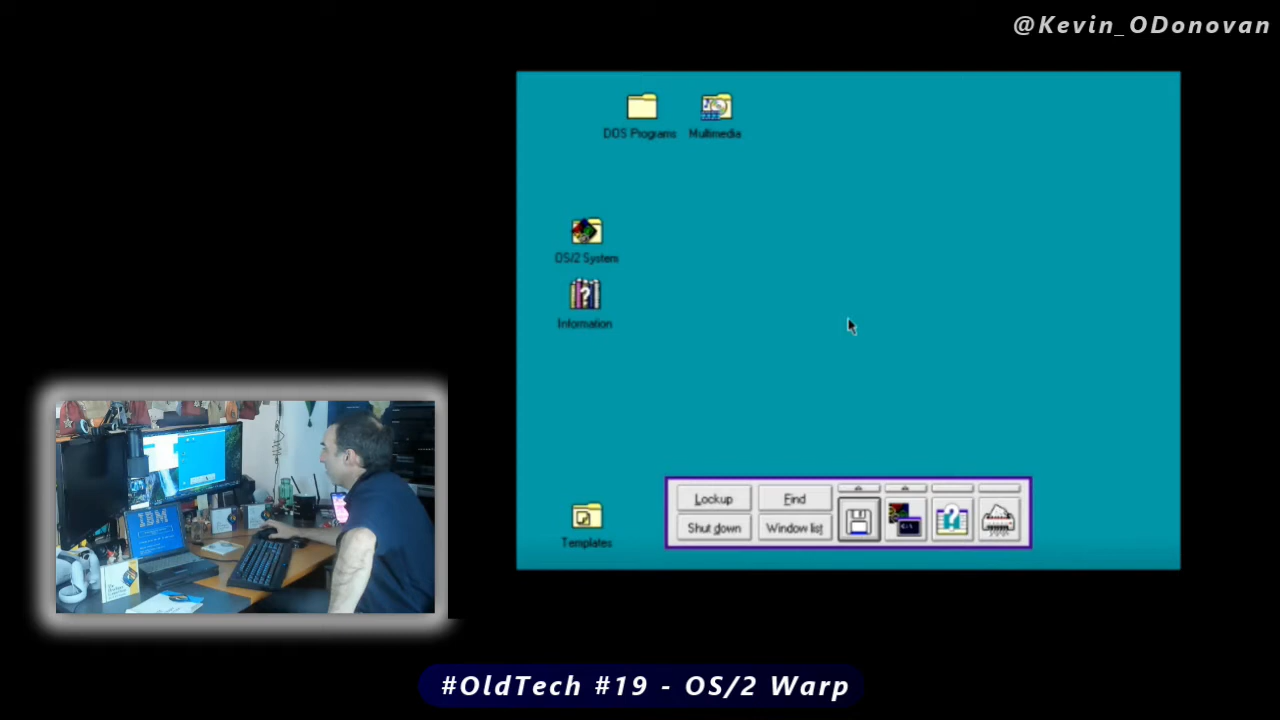 @Kevin_ODonovan
DOS Programs
Multimedia
OS/2 System
Information
Templates
Lockup
Find
Shut down
Window list
IBM
#OldTech #19 - OS/2 Warp